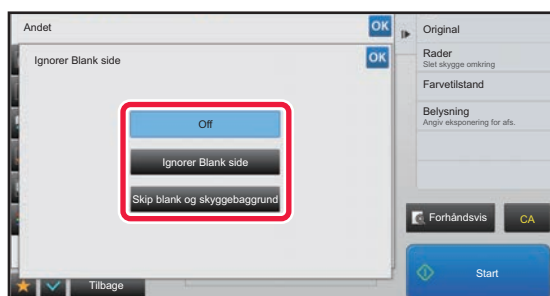 Andet
OK
Ignorer Blank side
OK
Off
Ignorer Blank side
Skip blank og skyggebaggrund
Tilbage
Original
Rader
Slet skygge omkring
Farvetilstand
Belysning
Angiv eksponering for afs.
Forhåndsvis
CA
Start